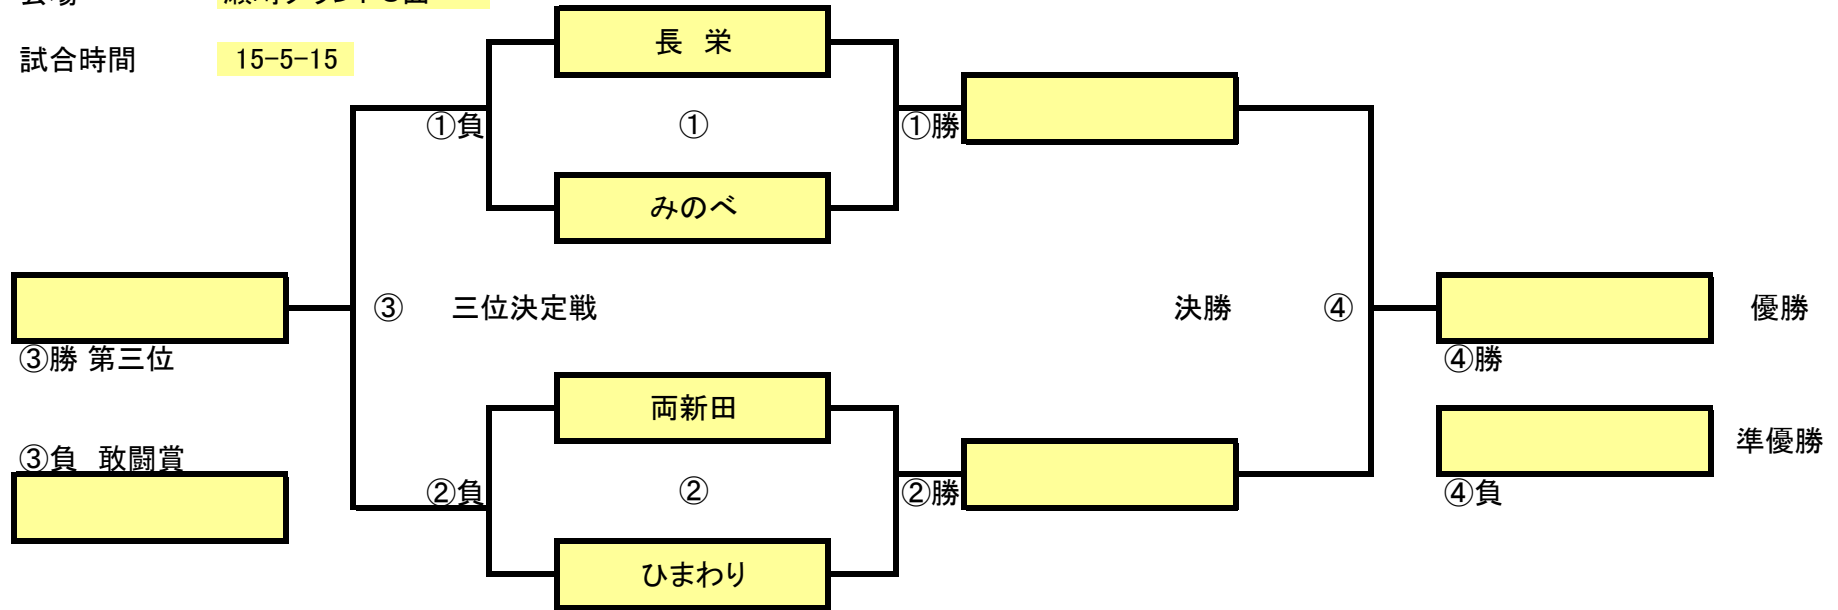 試合時間 15-5-15
長 栄
①負 ① ①勝
みのべ
③ 三位決定戦 決勝 ④ 優勝
③勝 第三位 ④勝
両新田
準優勝
③負 敢闘賞
②負 ② ②勝 ④負
ひまわり